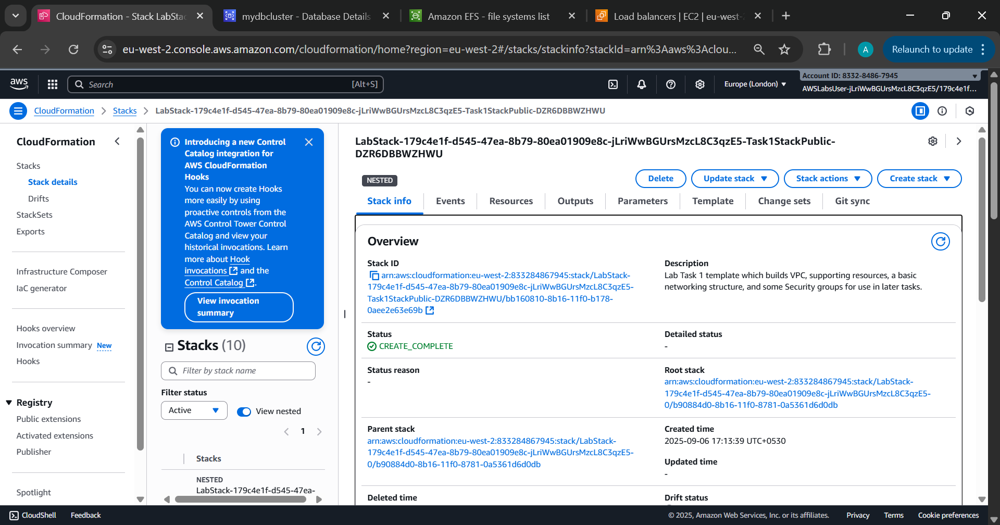 CloudFormation - Stack LabStac
mydbcluster - Database Details
Amazon EFS - file systems list
Load balancers | EC2 | eu-west-2
eu-west-2.console.aws.amazon.com/cloudformation/home?region=eu-west-2#/stacks/stackinfo?stackId=arn%3Aaws%3Aclou...
A
Relaunch to update
aws
Search
[Alt+S]
Europe (London)
Account ID: 8332-8486-7945
AWSLabsUser-jLriWwBGUrsMzcL8C3qzE5/179c4e1f...
CloudFormation
Stacks
LabStack-179c4e1f-d545-47ea-8b79-80ea01909e8c-jLriWwBGUrsMzcL8C3qzE5-Task1StackPublic-DZR6DBBWZHWU
CloudFormation
Stacks
Stack details
Drifts
StackSets
Exports
Infrastructure Composer
IaC generator
Hooks overview
Invocation summary New
Hooks
Registry
Public extensions
Activated extensions
Publisher
Spotlight
Introducing a new Control
Catalog integration for
AWS CloudFormation
Hooks
You can now create Hooks
more easily by using
proactive controls from the
AWS Control Tower Control
Catalog and view your
historical invocations. Learn
more about Hook
invocations and the
Control Catalog .
View invocation
summary
Stacks (10)
Filter by stack name
Filter status
Active
View nested
1
Stacks
NESTED
LabStack-179c4e1f-d545-47ea-
LabStack-179c4e1f-d545-47ea-8b79-80ea01909e8c-jLriWwBGUrsMzcL8C3qzE5-Task1StackPublic-
DZR6DBBWZHWU
NESTED
Delete
Update stack
Stack actions
Create stack
Stack info
Events
Resources
Outputs
Parameters
Template
Change sets
Git sync
Overview
Stack ID
arn:aws:cloudformation:eu-west-2:833284867945:stack/LabStack-
179c4e1f-d545-47ea-8b79-80ea01909e8c-jLriWwBGUrsMzcL8C3qzE5-
Task1StackPublic-DZR6DBBWZHWU/bb160810-8b16-11f0-b178-
0aee2e63e69b
Description
Lab Task 1 template which builds VPC, supporting resources, a basic
networking structure, and some Security groups for use in later tasks.
Status
CREATE_COMPLETE
Detailed status
-
Status reason
-
Root stack
arn:aws:cloudformation:eu-west-2:833284867945:stack/LabStack-
179c4e1f-d545-47ea-8b79-80ea01909e8c-jLriWwBGUrsMzcL8C3qzE5-
0/b90884d0-8b16-11f0-8781-0a5361d6d0db
Parent stack
arn:aws:cloudformation:eu-west-2:833284867945:stack/LabStack-
179c4e1f-d545-47ea-8b79-80ea01909e8c-jLriWwBGUrsMzcL8C3qzE5-
0/b90884d0-8b16-11f0-8781-0a5361d6d0db
Created time
2025-09-06 17:13:39 UTC+0530
Updated time
-
Deleted time
Drift status
CloudShell
Feedback
© 2025, Amazon Web Services, Inc. or its affiliates.
Privacy
Terms
Cookie preferences